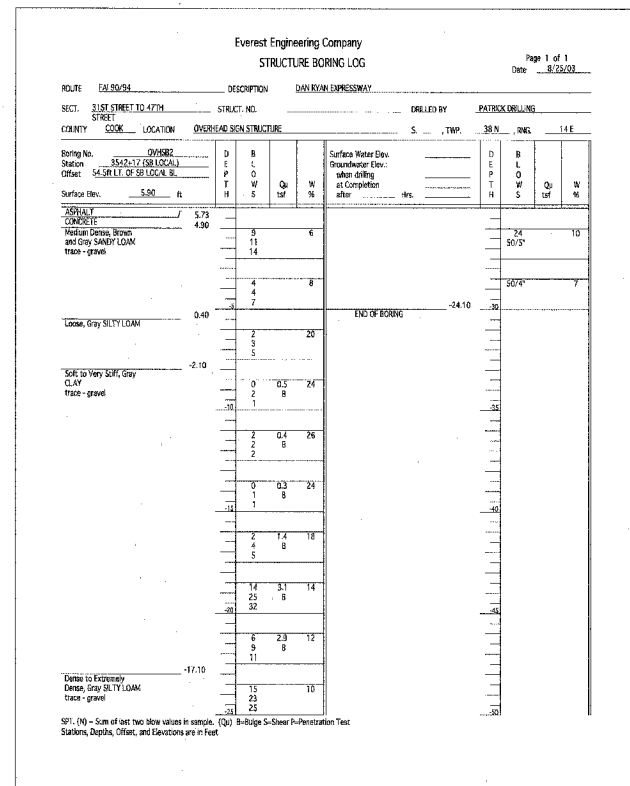 Everest Engineering Company
STRUCTURE BORING LOG
Page 1 of 1
Date 8/25/03
ROUTE FAI 90/94 DESCRIPTION DAN RYAN EXPRESSWAY
SECT. 31ST STREET TO 47TH STREET STRUCT. NO. DRILLED BY PATRICK DRILLING
COUNTY COOK LOCATION OVERHEAD SIGN STRUCTURE S. , TWP. 38 N , RNG. 14 E
Boring No. OVHSB2
Station 3542+17 (SB LOCAL)
Offset 54.5ft LT. OF SB LOCAL BL
Surface Elev. 5.90 ft
DEPTH BLOWS Qu tsf W %
Surface Water Elev.
Groundwater Elev.:
when drilling
at Completion
after Hrs.
DEPTH BLOWS Qu tsf W %
ASPHALT 5.73
CONCRETE 4.90
Medium Dense, Brown
and Gray SANDY LOAM
trace - gravel
9 6
11
14
4 8
4
7
-5
0.40
Loose, Gray SILTY LOAM
2 20
3
5
-2.10
Soft to Very Stiff, Gray
CLAY
trace - gravel
0 0.5 24
2 B
1
-10
2 0.4 26
2 B
2
0 0.3 24
1 B
1
-15
2 1.4 18
4 B
5
14 3.1 14
25 B
32
-20
6 2.9 12
9 B
11
-17.10
Dense to Extremely
Dense, Gray SILTY LOAM
trace - gravel
15 10
23
25
-25
24 10
50/5"
50/4" 7
-24.10
-30
END OF BORING
-35
-40
-45
-50
SPT. (N) = Sum of last two blow values in sample. (Qu) B=Bulge S=Shear P=Penetration Test
Stations, Depths, Offset, and Elevations are in Feet